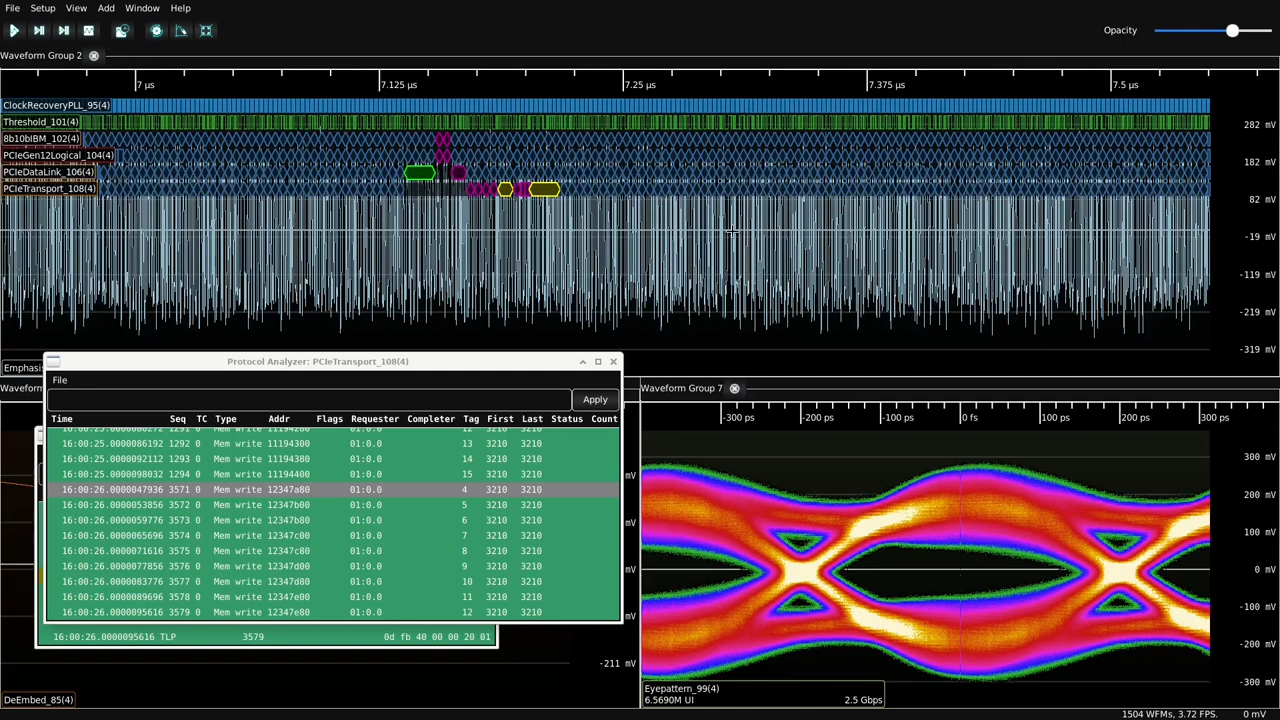 File Setup View Add Window Help
Opacity
Waveform Group 2
7 µs 7.125 µs 7.25 µs 7.375 µs 7.5 µs
ClockRecoveryPLL_95(4)
Threshold_101(4)
282 mV
8b10bIBM_102(4)
PCIeGen12Logical_104(4)
182 mV
PCIeDataLink_106(4)
PCIeTransport_108(4)
82 mV
-19 mV
-119 mV
-219 mV
-319 mV
Emphasis
Protocol Analyzer: PCIeTransport_108(4)
File
Apply
Time Seq TC Type Addr Flags Requester Completer Tag First Last Status Count
16:00:25.0000086192 1292 0 Mem write 11194300 01:0.0 13 3210 3210
16:00:25.0000092112 1293 0 Mem write 11194380 01:0.0 14 3210 3210
16:00:25.0000098032 1294 0 Mem write 11194400 01:0.0 15 3210 3210
16:00:26.0000047936 3571 0 Mem write 12347a80 01:0.0 4 3210 3210
16:00:26.0000053856 3572 0 Mem write 12347b00 01:0.0 5 3210 3210
16:00:26.0000059776 3573 0 Mem write 12347b80 01:0.0 6 3210 3210
16:00:26.0000065696 3574 0 Mem write 12347c00 01:0.0 7 3210 3210
16:00:26.0000071616 3575 0 Mem write 12347c80 01:0.0 8 3210 3210
16:00:26.0000077856 3576 0 Mem write 12347d00 01:0.0 9 3210 3210
16:00:26.0000083776 3577 0 Mem write 12347d80 01:0.0 10 3210 3210
16:00:26.0000089696 3578 0 Mem write 12347e00 01:0.0 11 3210 3210
16:00:26.0000095616 3579 0 Mem write 12347e80 01:0.0 12 3210 3210
16:00:26.0000095616 TLP 3579 0d fb 40 00 00 20 01
-211 mV
DeEmbed_85(4)
Waveform Group 7
-300 ps -200 ps -100 ps 0 fs 100 ps 200 ps 300 ps
300 mV
200 mV
100 mV
0 mV
-100 mV
-200 mV
-300 mV
Eyepattern_99(4)
6.5690M UI 2.5 Gbps
1504 WFMs, 3.72 FPS. 0 mV